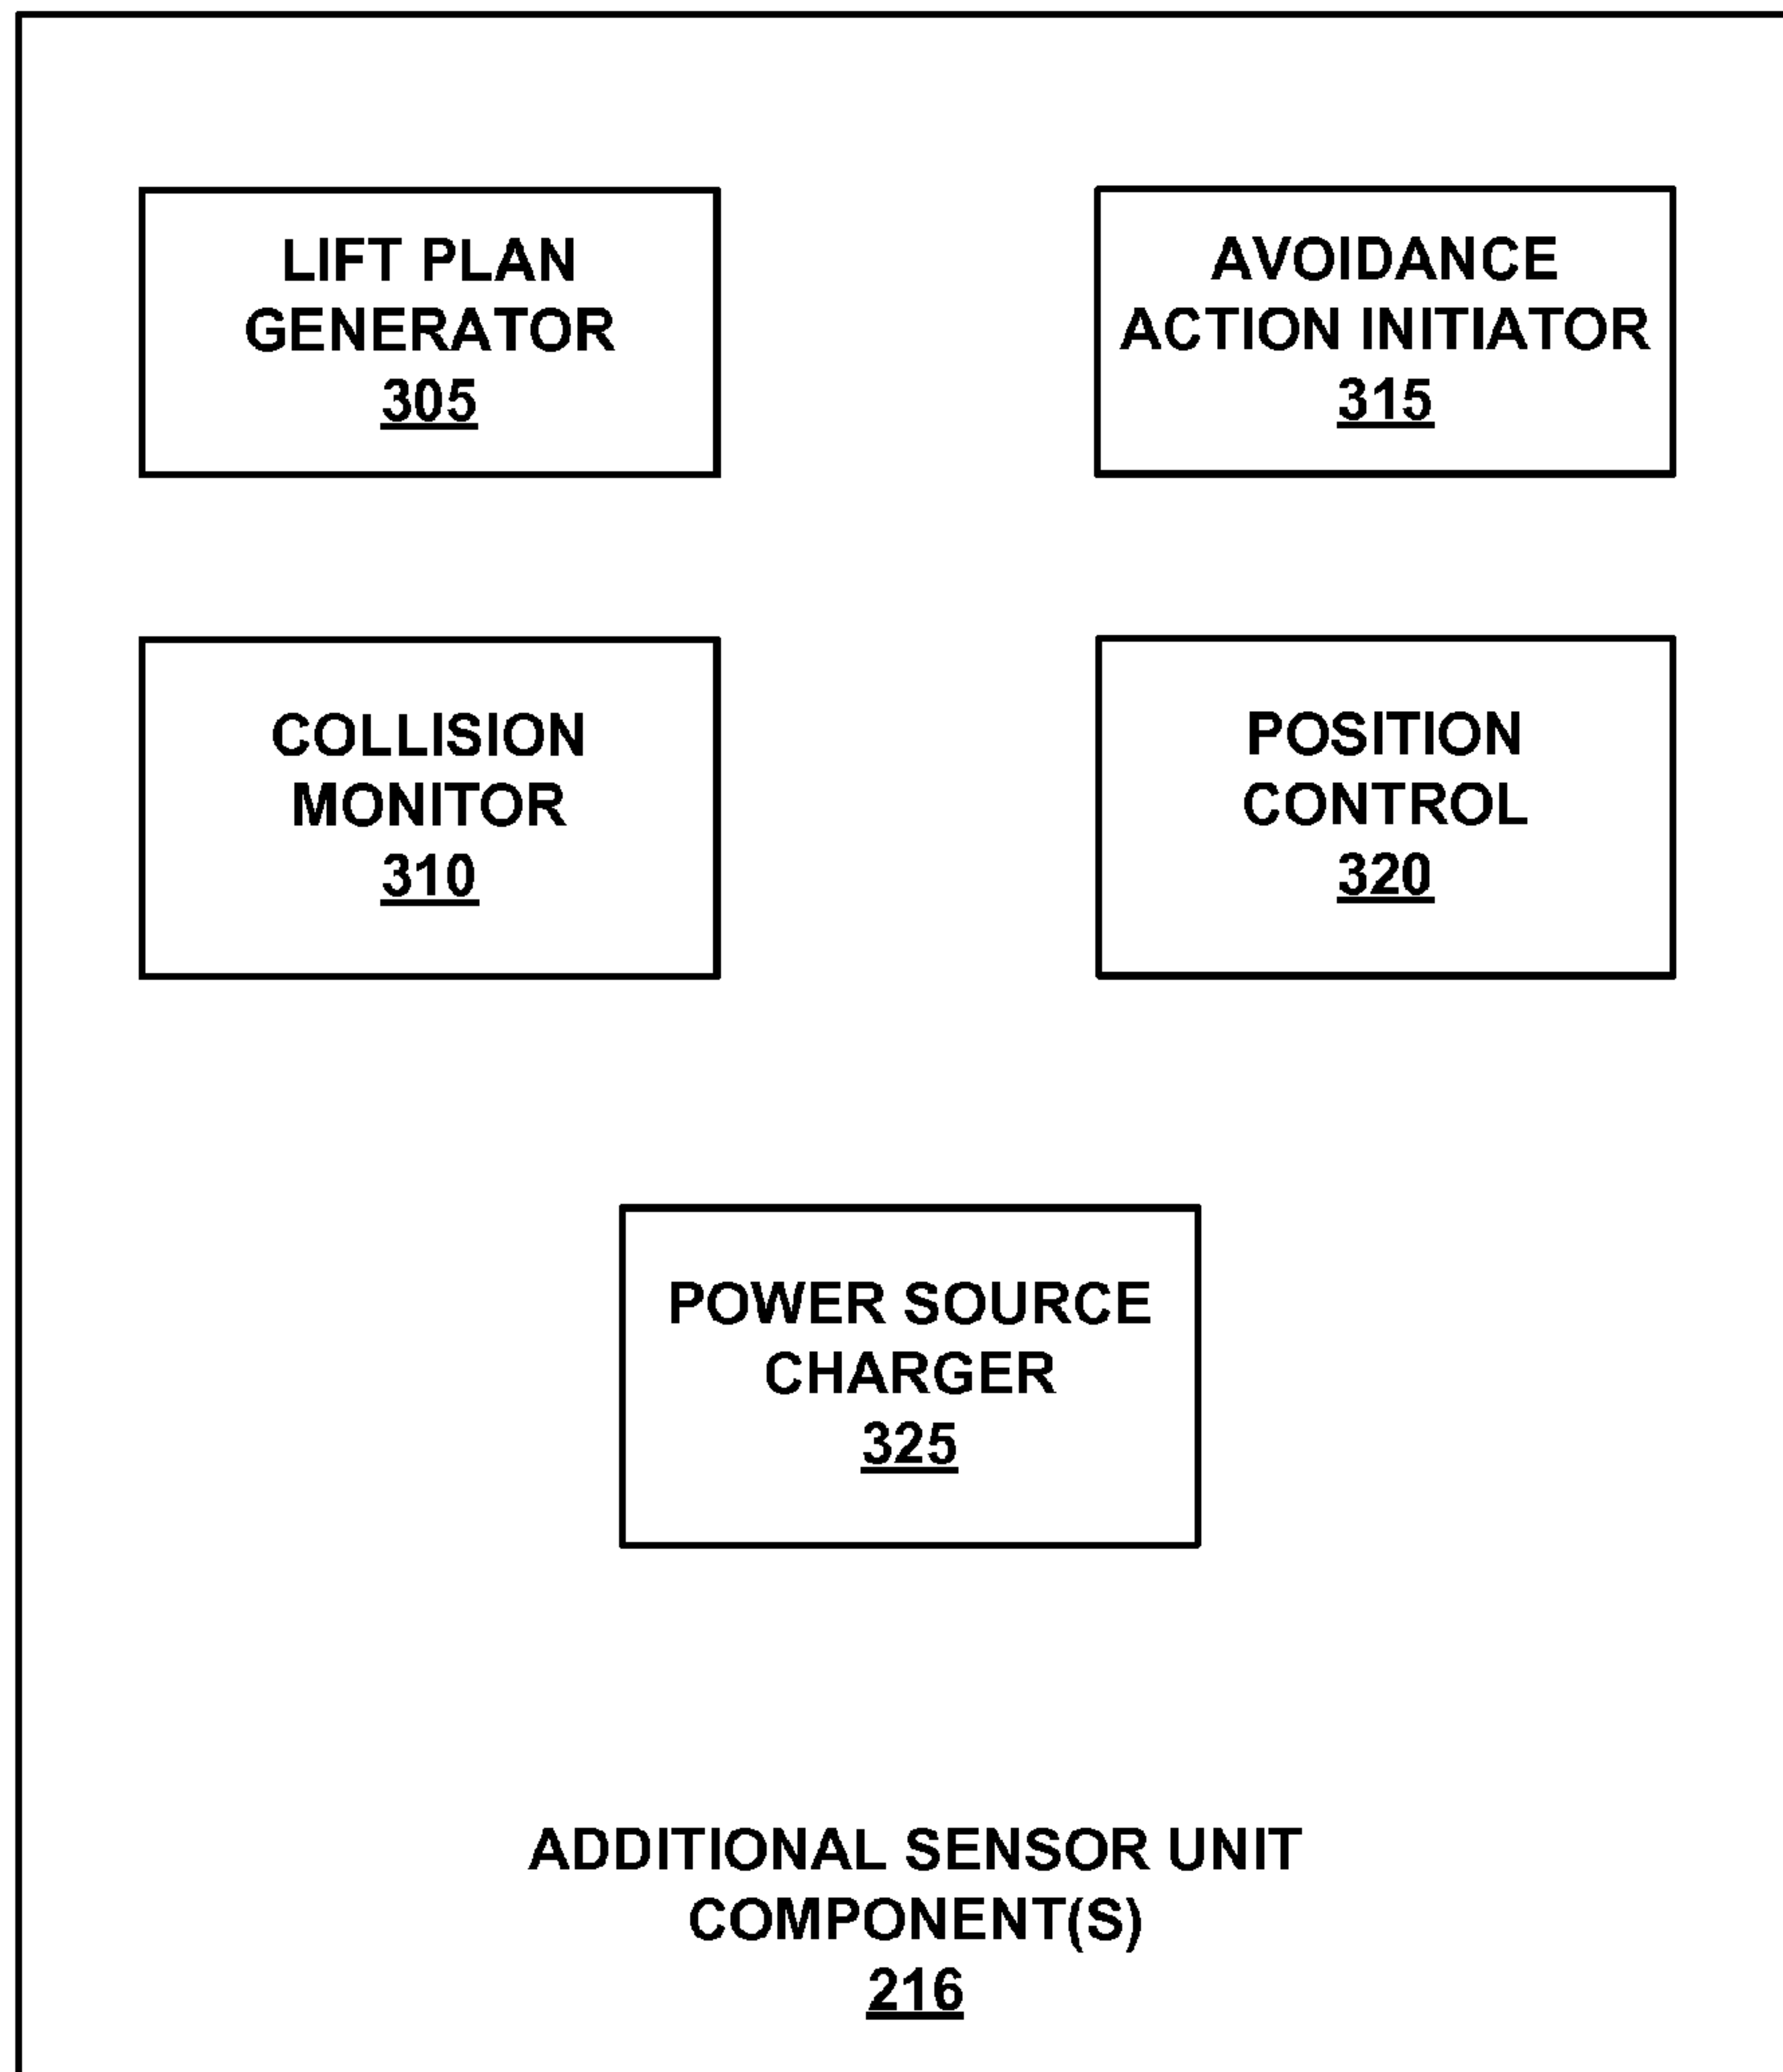 LIFT PLAN
GENERATOR
305
AVOIDANCE
ACTION INITIATOR
315
COLLISION
MONITOR
310
POSITION
CONTROL
320
POWER SOURCE
CHARGER
325
ADDITIONAL SENSOR UNIT
COMPONENT(S)
216